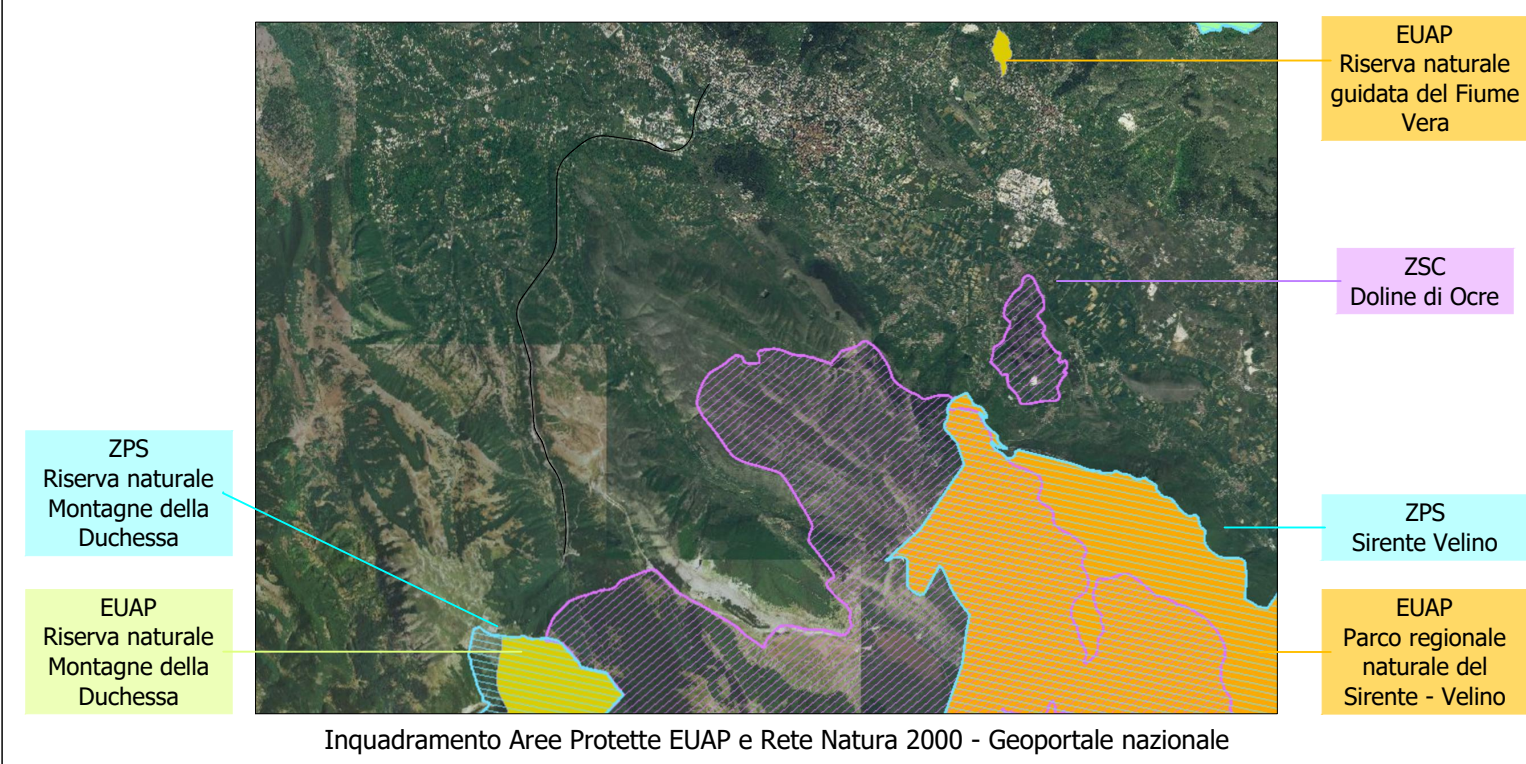 EUAP
Riserva naturale
guidata del Fiume
Vera
ZSC
Doline di Ocre
ZPS
Riserva naturale
Montagne della
Duchessa
ZPS
Sirente Velino
EUAP
Riserva naturale
Montagne della
Duchessa
EUAP
Parco regionale
naturale del
Sirente - Velino
Inquadramento Aree Protette EUAP e Rete Natura 2000 - Geoportale nazionale